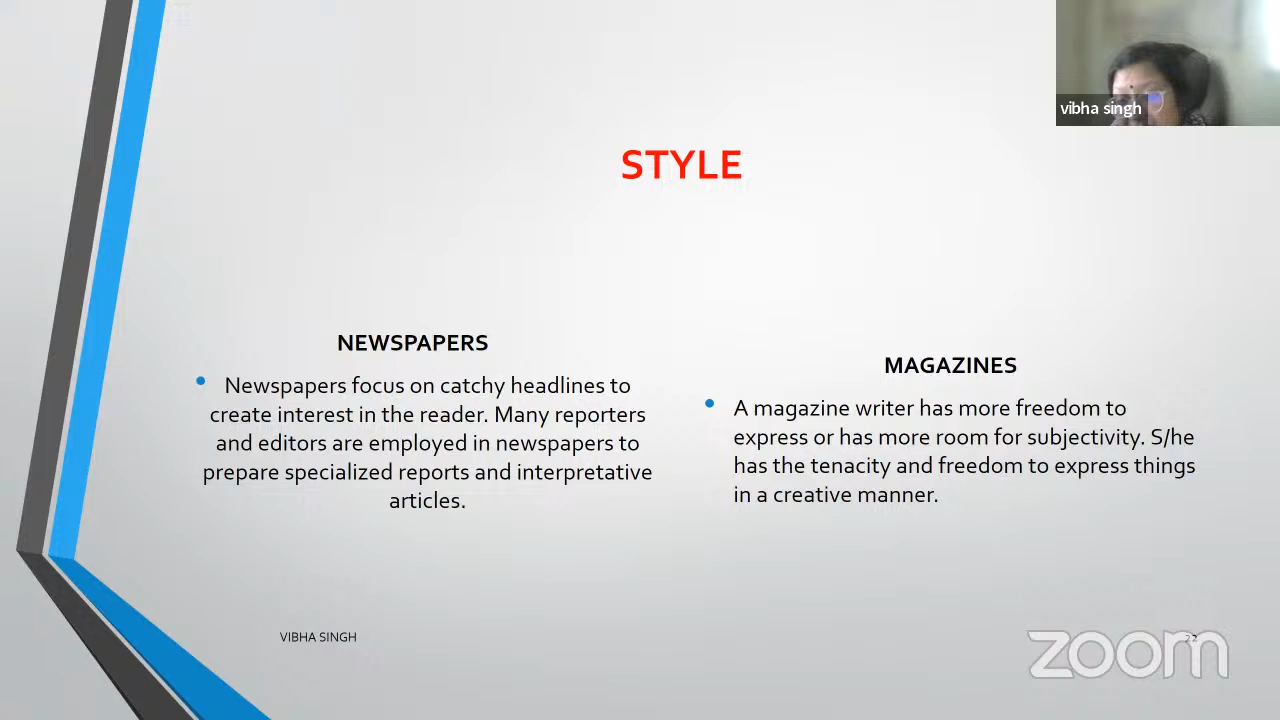 vibha singh
STYLE
NEWSPAPERS
• Newspapers focus on catchy headlines to
create interest in the reader. Many reporters
and editors are employed in newspapers to
prepare specialized reports and interpretative
articles.
MAGAZINES
• A magazine writer has more freedom to
express or has more room for subjectivity. S/he
has the tenacity and freedom to express things
in a creative manner.
VIBHA SINGH
22
zoom